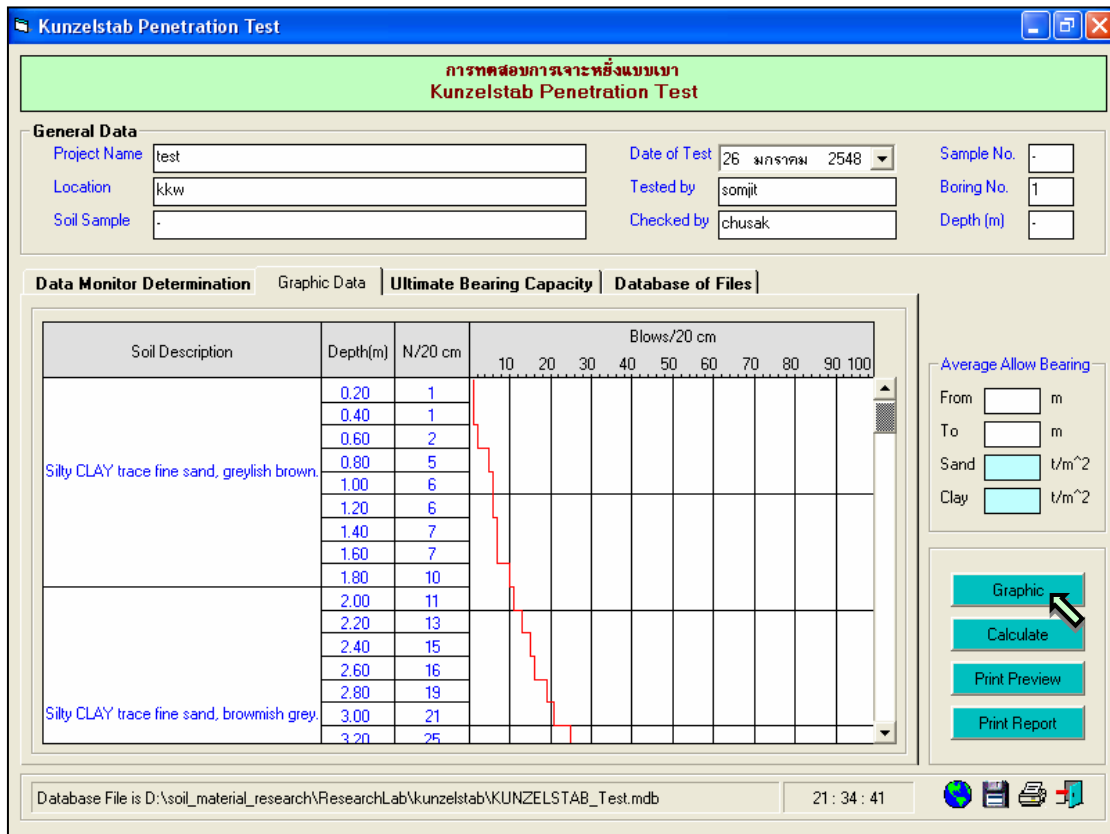 Kunzelstab Penetration Test
การทดสอบการเจาะหยั่งแบบเบา
Kunzelstab Penetration Test
General Data
Project Name test
Date of Test 26 มกราคม 2548
Sample No. -
Location kkw
Tested by somjit
Boring No. 1
Soil Sample -
Checked by chusak
Depth (m) -
Data Monitor Determination Graphic Data Ultimate Bearing Capacity Database of Files
Soil Description Depth(m) N/20 cm Blows/20 cm
10 20 30 40 50 60 70 80 90 100
0.20 1
0.40 1
0.60 2
0.80 5
Silty CLAY trace fine sand, greylish brown.
1.00 6
1.20 6
1.40 7
1.60 7
1.80 10
2.00 11
2.20 13
2.40 15
2.60 16
2.80 19
Silty CLAY trace fine sand, browmish grey. 3.00 21
3.20 25
Average Allow Bearing
From m
To m
Sand t/m^2
Clay t/m^2
Graphic
Calculate
Print Preview
Print Report
Database File is D:\soil_material_research\ResearchLab\kunzelstab\KUNZELSTAB_Test.mdb
21 : 34 : 41